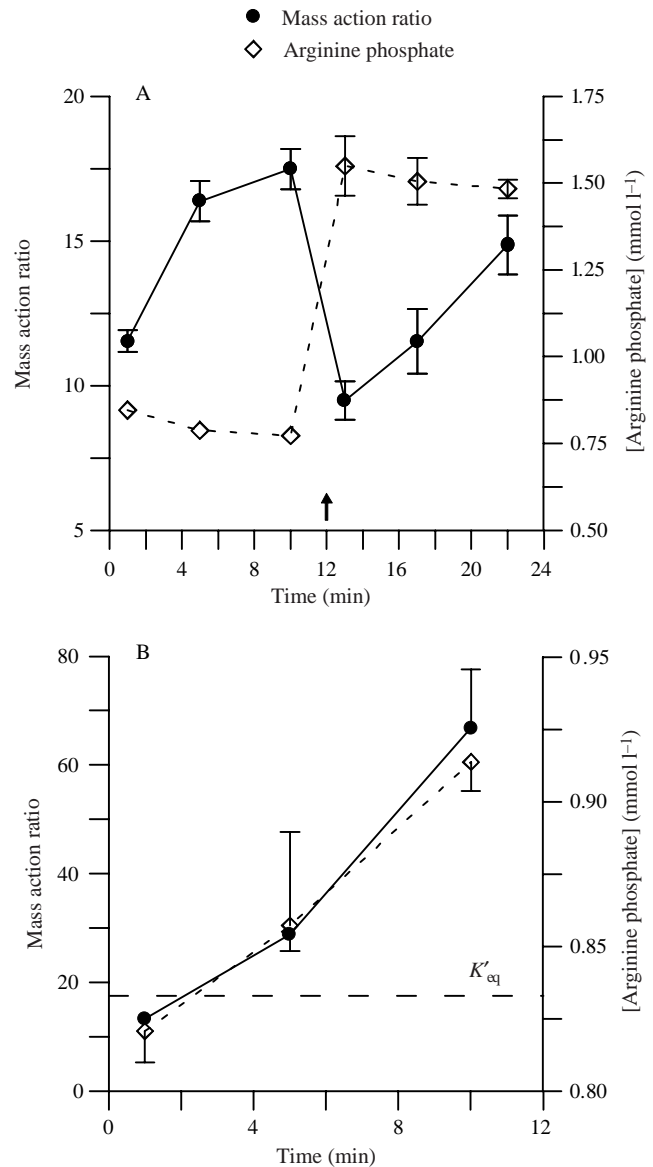 Mass action ratio
Arginine phosphate
A
20
15
10
5
Mass action ratio
1.75
1.50
1.25
1.00
0.75
0.50
[Arginine phosphate] (mmol l⁻¹)
0 4 8 12 16 20 24
Time (min)
B
80
60
40
20
0
Mass action ratio
K′eq
0.95
0.90
0.85
0.80
[Arginine phosphate] (mmol l⁻¹)
0 4 8 12
Time (min)